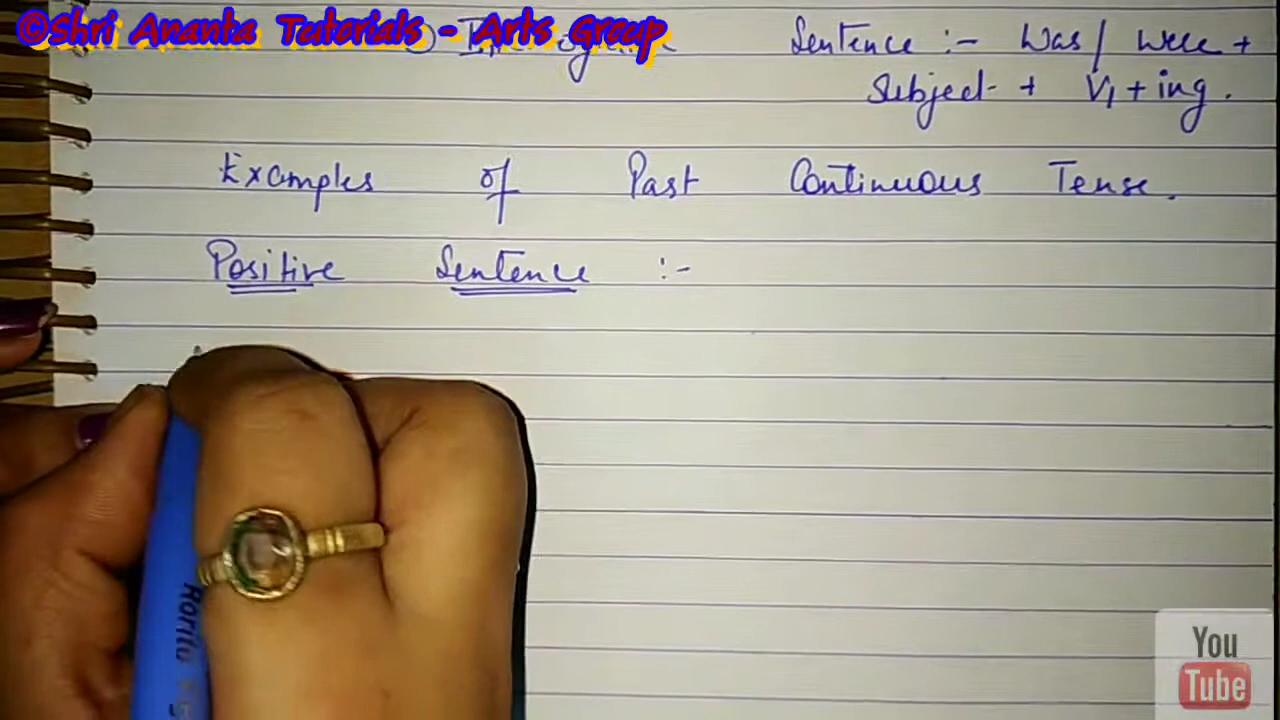 ©Shri Ananta Tutorials - Arts Group
Sentence :- Was / Were +
Subject + V1 + ing .
Examples of Past Continuous Tense.
Positive Sentence :-
Rorito
You
Tube